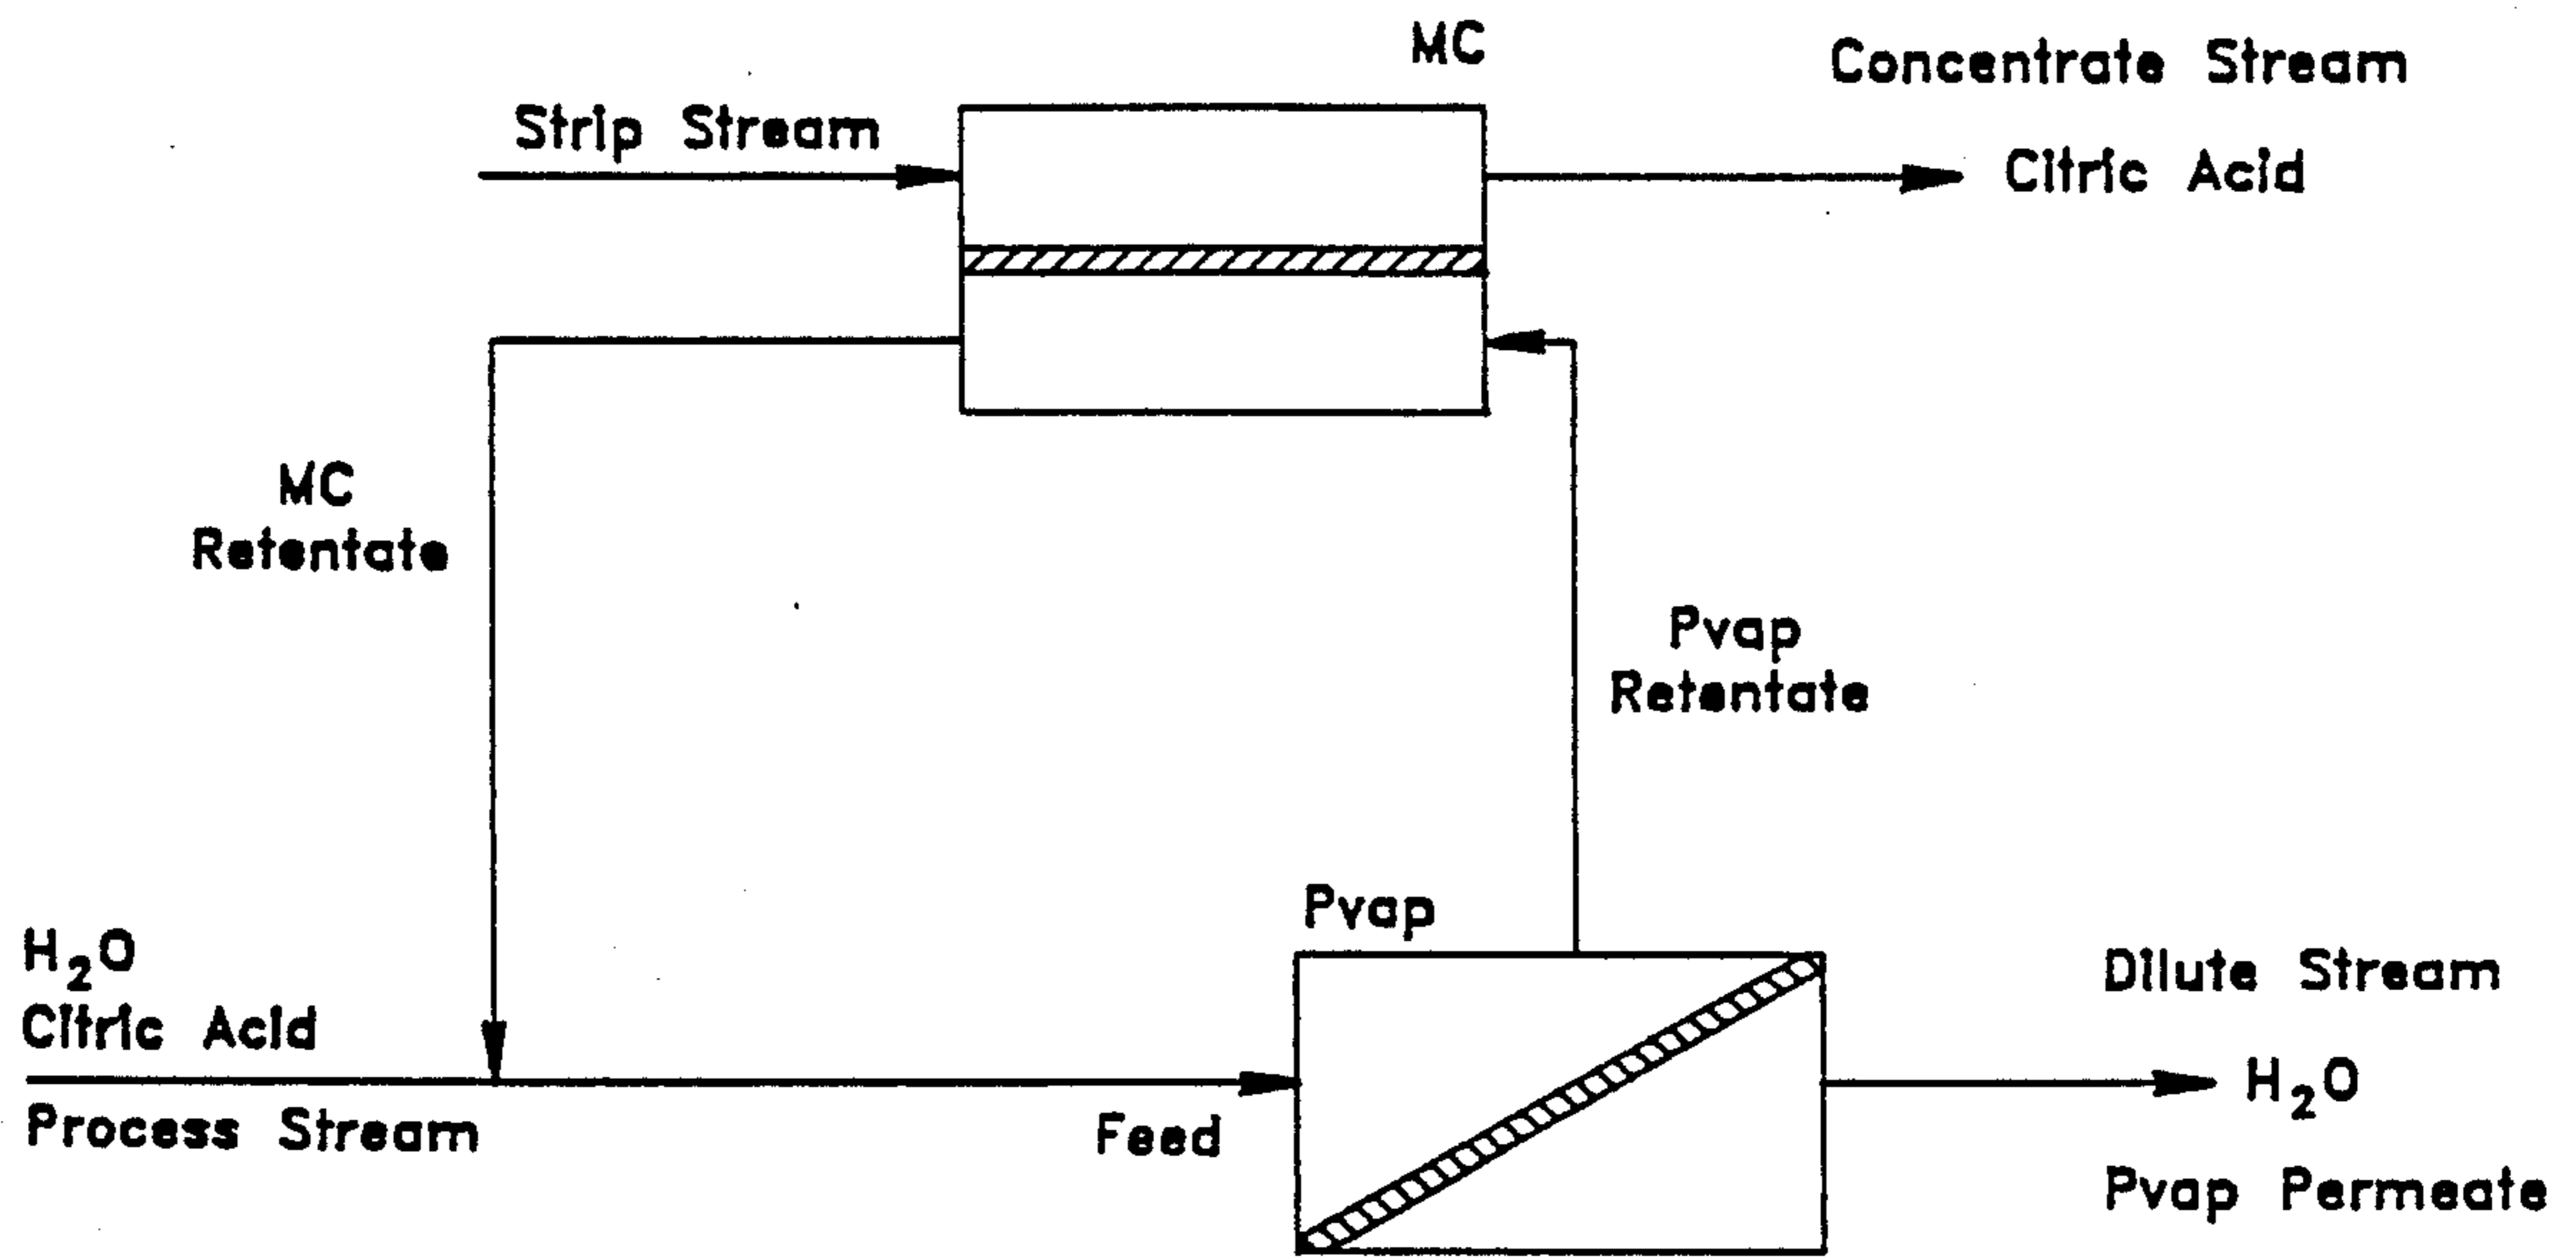 MC
Concentrate Stream
Strip Stream
Citric Acid
MC
Retentate
Pvap
Retentate
Pvap
H₂O
Citric Acid
Dilute Stream
H₂O
Process Stream
Feed
Pvap Permeate